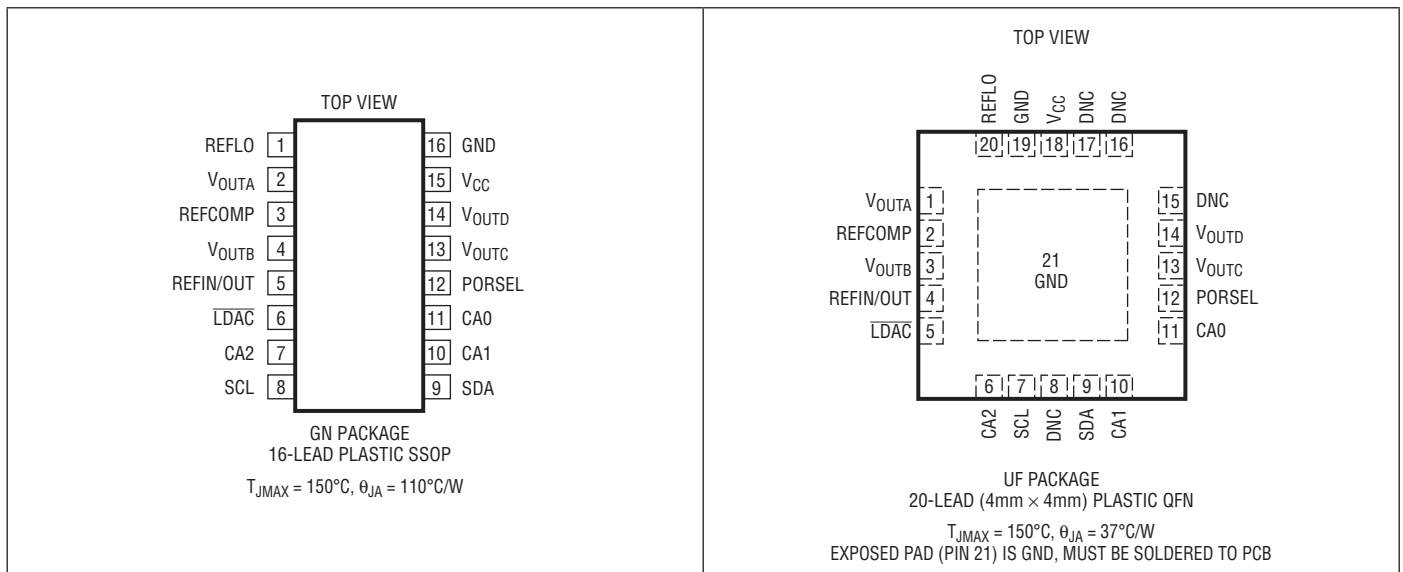 TOP VIEW
REFLO 1
VOUTA 2
REFCOMP 3
VOUTB 4
REFIN/OUT 5
LDAC 6
CA2 7
SCL 8
16 GND
15 VCC
14 VOUTD
13 VOUTC
12 PORSEL
11 CA0
10 CA1
9 SDA
GN PACKAGE
16-LEAD PLASTIC SSOP
TJMAX = 150°C, θJA = 110°C/W
TOP VIEW
REFLO GND VCC DNC DNC
20 19 18 17 16
VOUTA 1
REFCOMP 2
VOUTB 3
REFIN/OUT 4
LDAC 5
21
GND
15 DNC
14 VOUTD
13 VOUTC
12 PORSEL
11 CA0
6 7 8 9 10
CA2 SCL DNC SDA CA1
UF PACKAGE
20-LEAD (4mm × 4mm) PLASTIC QFN
TJMAX = 150°C, θJA = 37°C/W
EXPOSED PAD (PIN 21) IS GND, MUST BE SOLDERED TO PCB